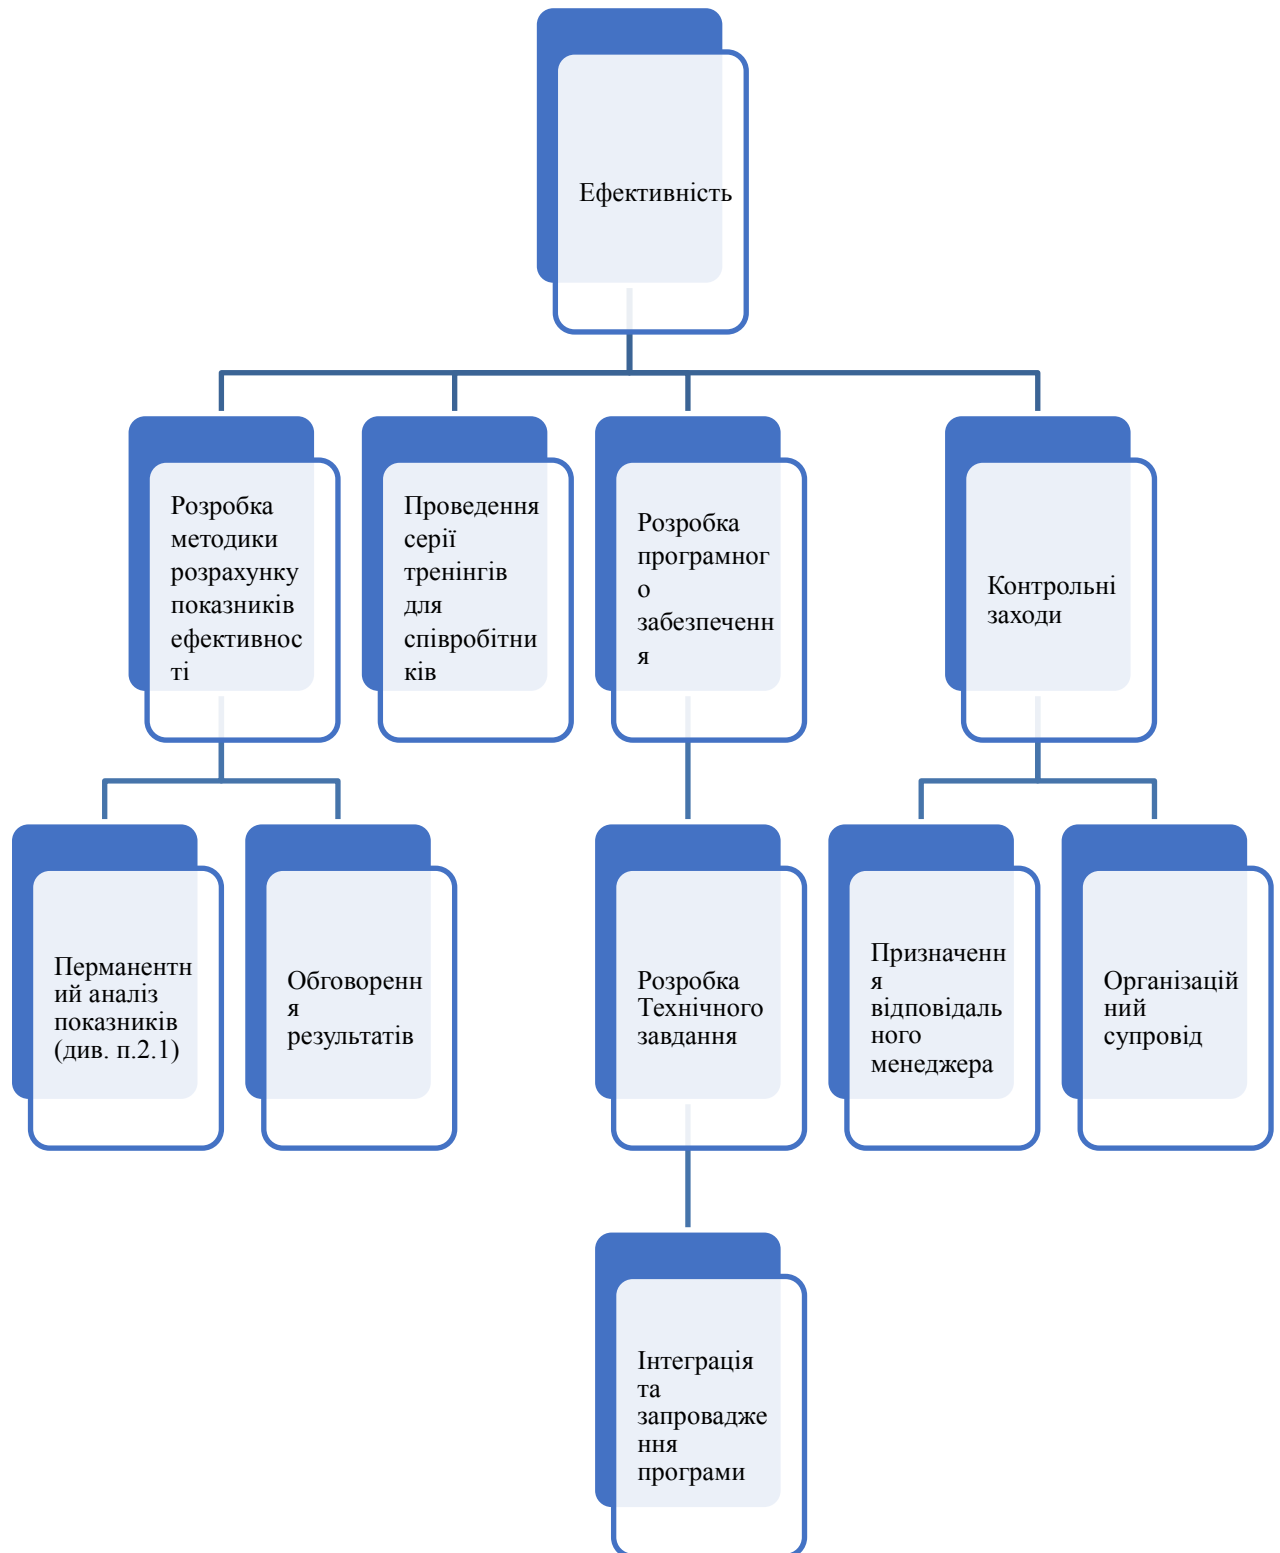 Ефективність
Розробка
методики
розрахунку
показників
ефективнос
ті
Проведення
серії
тренінгів
для
співробітни
ків
Розробка
програмног
о
забезпеченн
я
Контрольні
заходи
Перманентн
ий аналіз
показників
(див. п.2.1)
Обговоренн
я
результатів
Розробка
Технічного
завдання
Призначенн
я
відповідаль
ного
менеджера
Організацій
ний
супровід
Інтеграція
та
запровадже
ння
програми